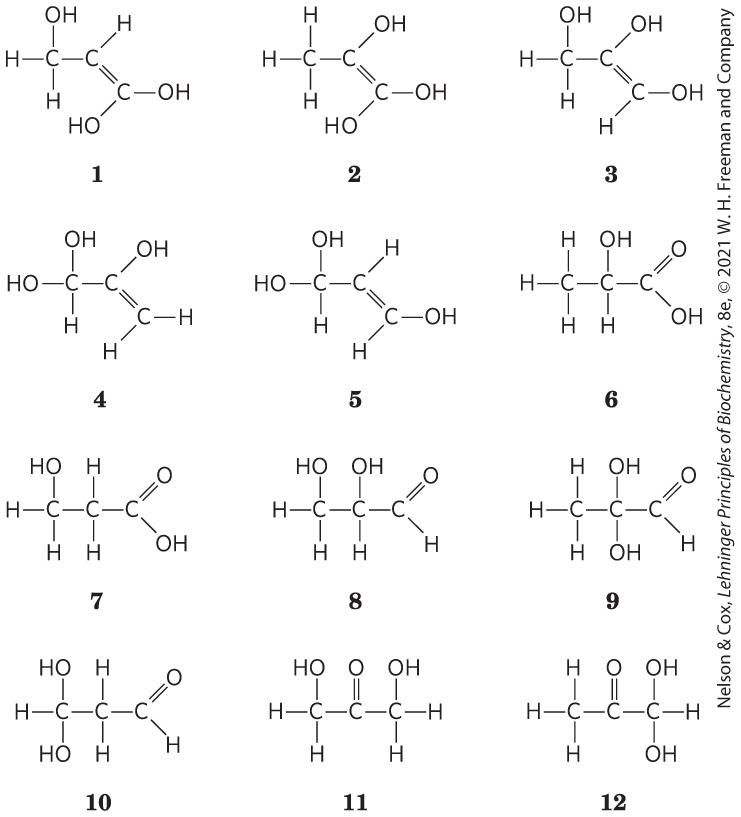 OH
H
H—C—C
H
C—OH
HO
1
H
OH
H—C—C
H
C—OH
HO
2
OH
OH
H—C—C
H
C—OH
H
3
OH
OH
HO—C—C
H
C—H
H
4
OH
H
HO—C—C
H
C—OH
H
5
H OH O
H—C—C—C
H H OH
6
HO H O
H—C—C—C
H H OH
7
HO OH O
H—C—C—C
H H H
8
H OH O
H—C—C—C
H OH H
9
HO H O
H—C—C—C
HO H H
10
HO O OH
H—C—C—C—H
H H
11
H O OH
H—C—C—C—H
H OH
12
Nelson & Cox, Lehninger Principles of Biochemistry, 8e, © 2021 W. H. Freeman and Company